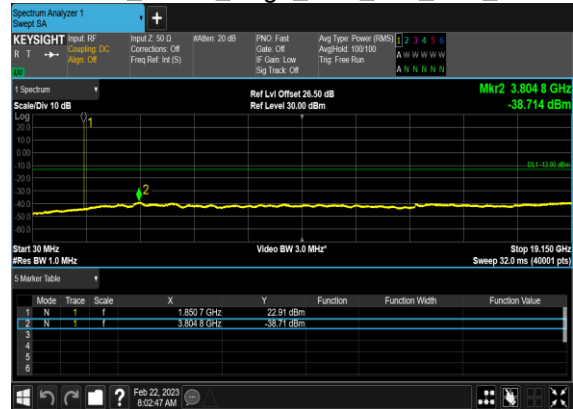 Spectrum Analyzer 1
Swept SA
+
KEYSIGHT
R T
LV
Input: RF
Coupling: DC
Align: Off
Input Z: 50 Ω
Corrections: Off
Freq Ref: Int (S)
#Atten: 20 dB
PNO: Fast
Gate: Off
IF Gain: Low
Sig Track: Off
Avg Type: Power (RMS)
Avg|Hold: 100/100
Trig: Free Run
1 2 3 4 5 6
A W W W W W
A N N N N N
1 Spectrum
Scale/Div 10 dB
Ref Lvl Offset 26.50 dB
Ref Level 30.00 dBm
Mkr2 3.804 8 GHz
-38.714 dBm
Log
20.0
10.0
0.00
-10.0
-20.0
-30.0
-40.0
-50.0
-60.0
1
2
DL1 -13.00 dBm
Start 30 MHz
#Res BW 1.0 MHz
Video BW 3.0 MHz*
Stop 19.150 GHz
Sweep 32.0 ms (40001 pts)
5 Marker Table
Mode Trace Scale X Y Function Function Width Function Value
1 N 1 f 1.850 7 GHz 22.91 dBm
2 N 1 f 3.804 8 GHz -38.71 dBm
3
4
5
6
?
Feb 22, 2023
8:02:47 AM